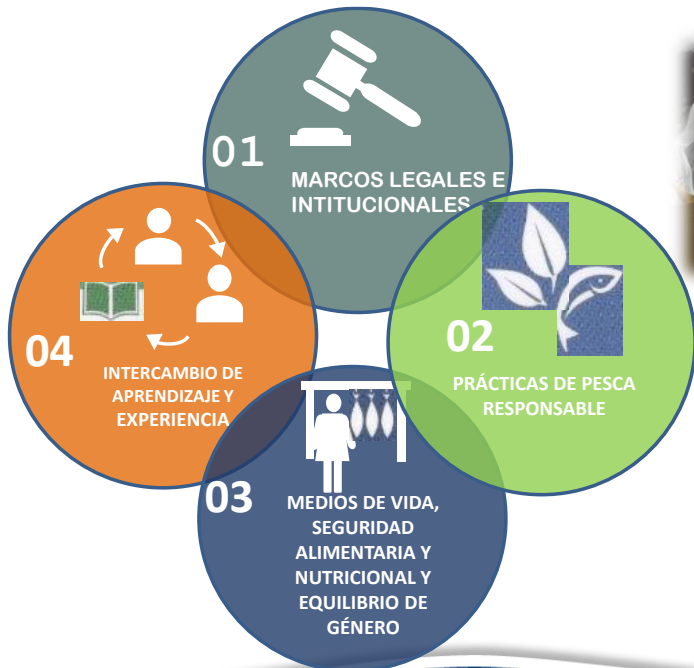 01
MARCOS LEGALES E
INTITUCIONALES
02
PRÁCTICAS DE PESCA
RESPONSABLE
03
MEDIOS DE VIDA,
SEGURIDAD
ALIMENTARIA Y
NUTRICIONAL Y
EQUILIBRIO DE
GÉNERO
04
INTERCAMBIO DE
APRENDIZAJE Y
EXPERIENCIA